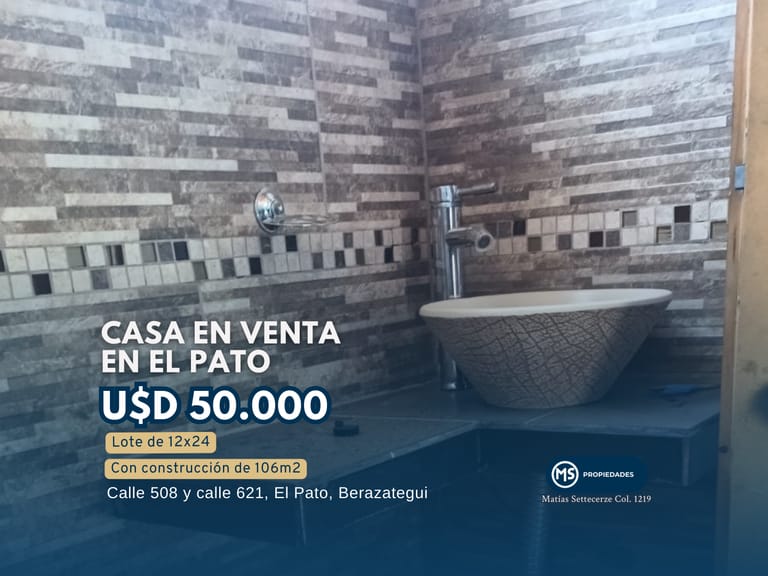 CASA EN VENTA
EN EL PATO
U$D 50.000
Lote de 12x24
Con construcción de 106m2
Calle 508 y calle 621, El Pato, Berazategui
MS PROPIEDADES
Matías Settecerze Col. 1219